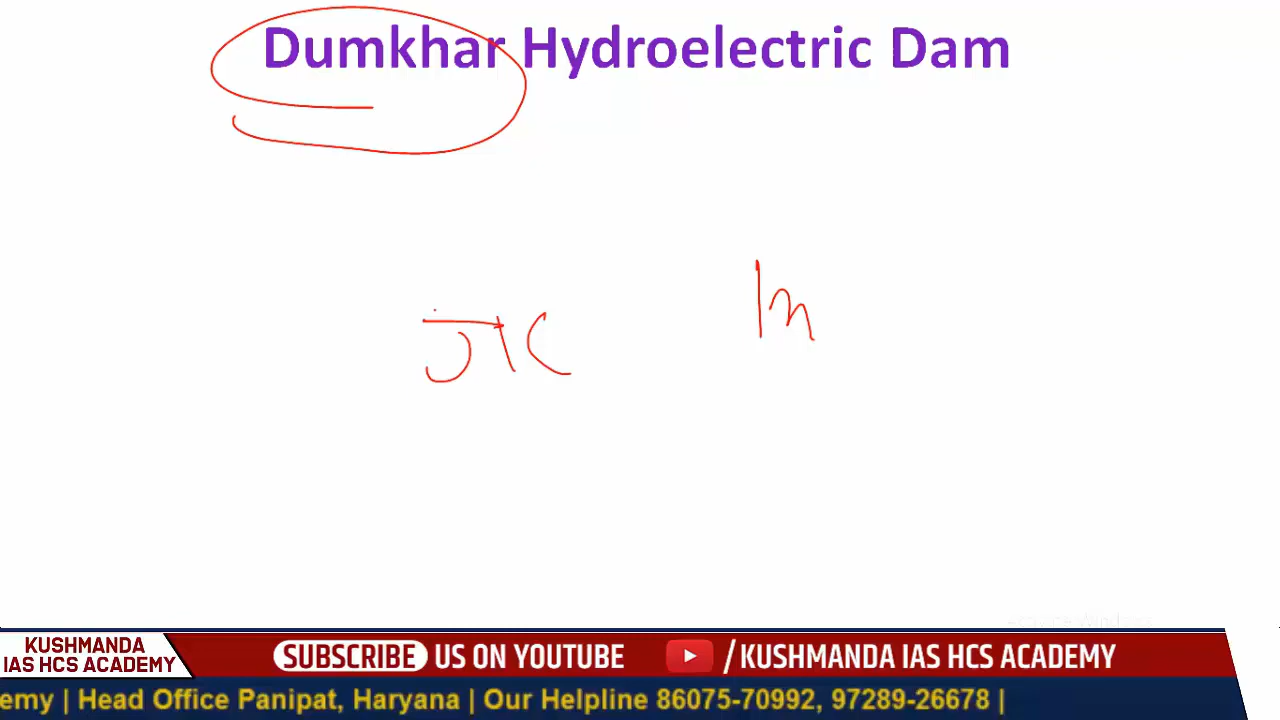 Dumkhar Hydroelectric Dam
In
JK
KUSHMANDA
IAS HCS ACADEMY
SUBSCRIBE US ON YOUTUBE
/KUSHMANDA IAS HCS ACADEMY
emy | Head Office Panipat, Haryana | Our Helpline 86075-70992, 97289-26678 |